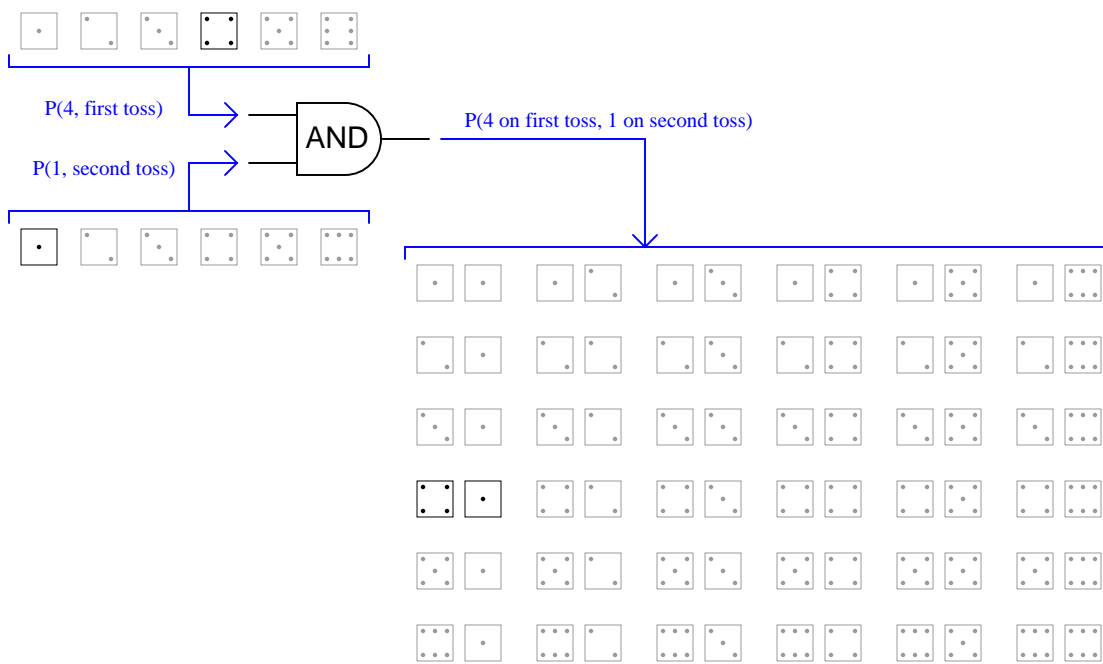 P(4, first toss)
AND
P(4 on first toss, 1 on second toss)
P(1, second toss)